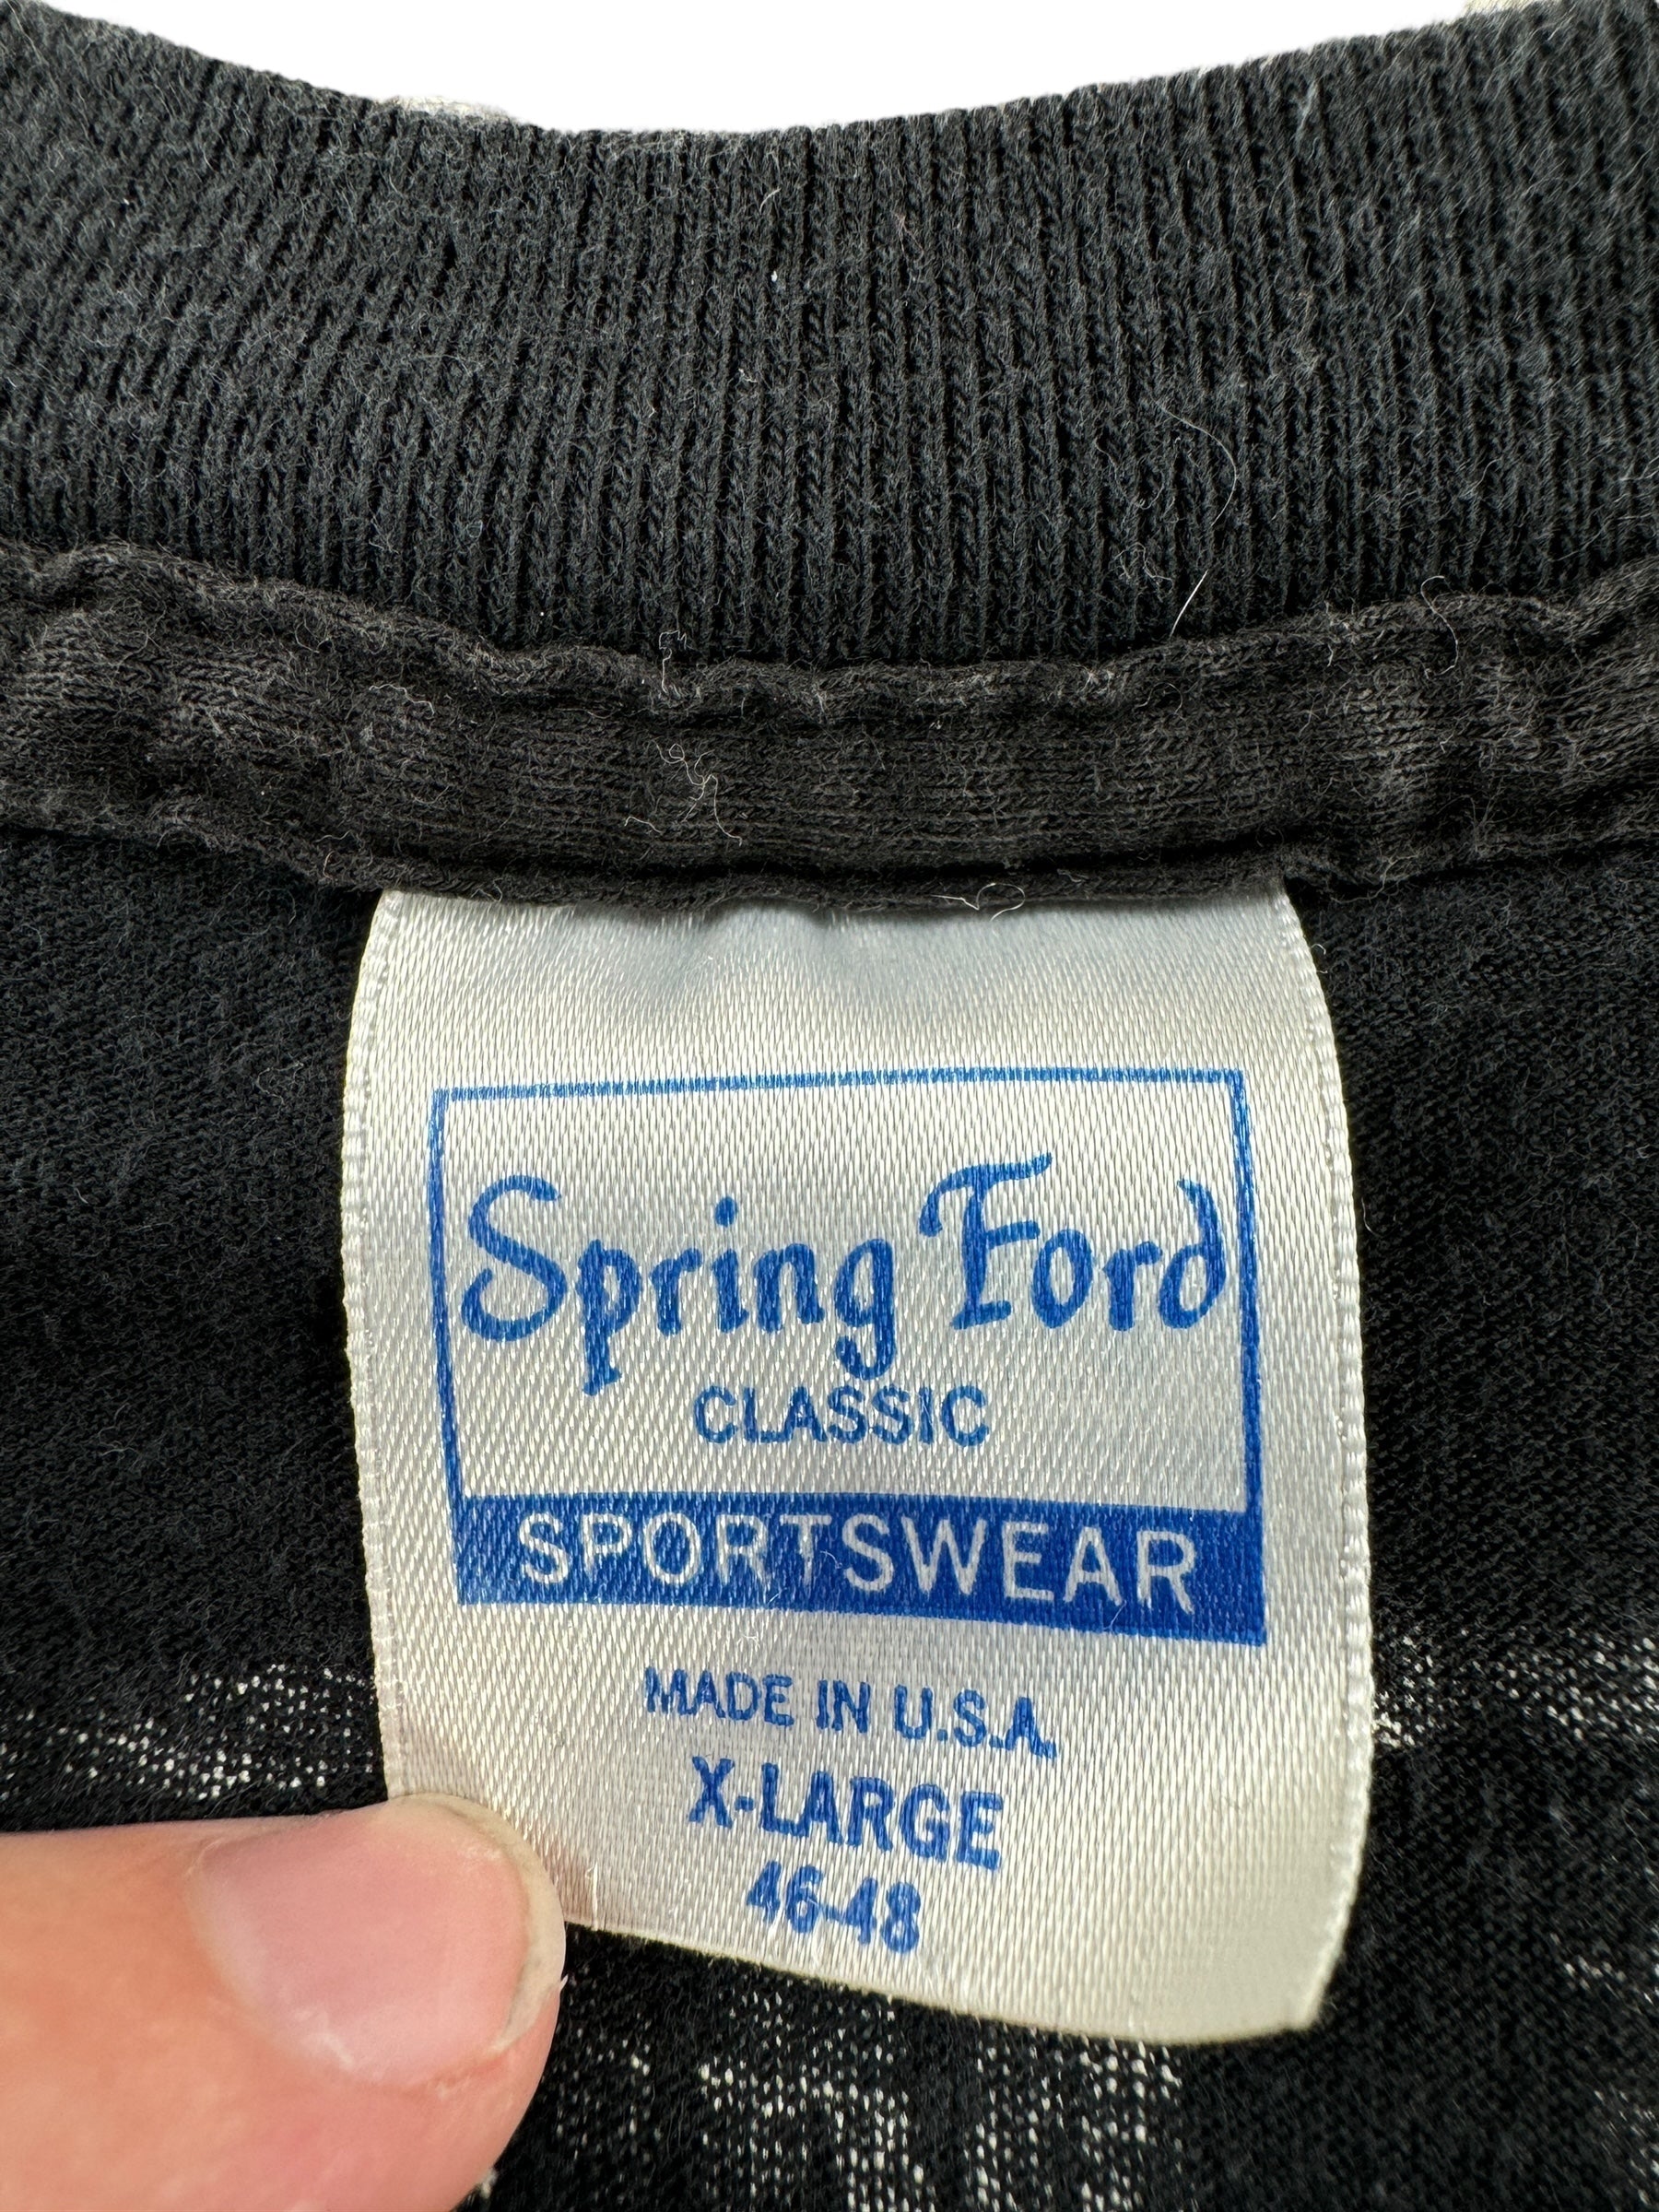 Spring Ford
CLASSIC
SPORTSWEAR
MADE IN U.S.A.
X-LARGE
46-48